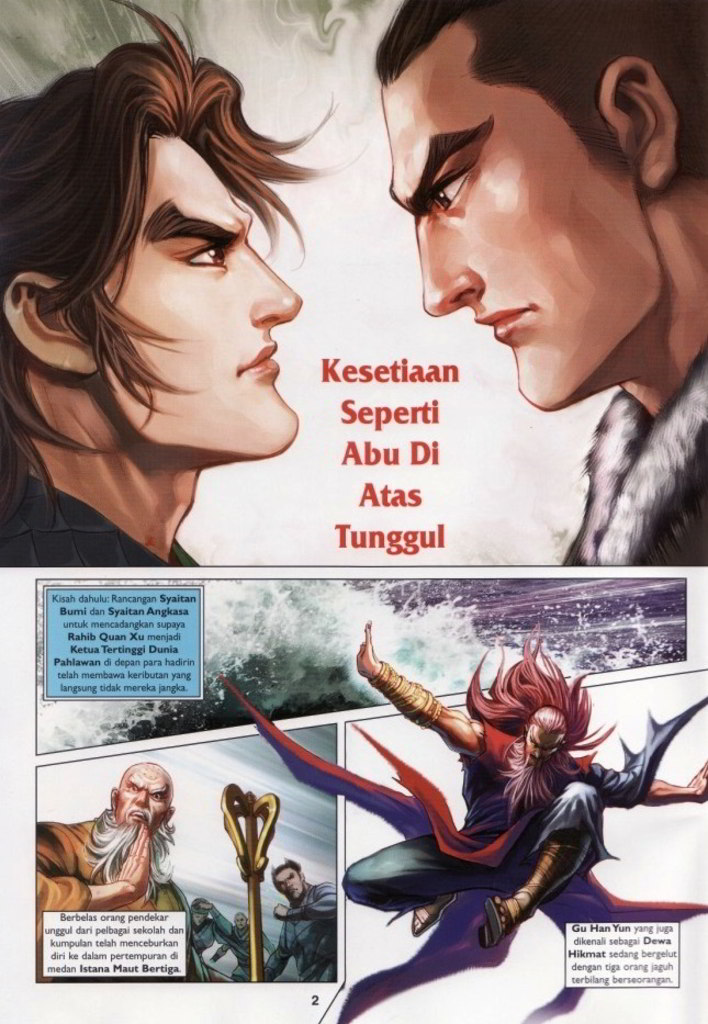 Kesetiaan
Seperti
Abu Di
Atas
Tunggul
Kisah dahulu: Rancangan Syaitan
Bumi dan Syaitan Angkasa
untuk mencadangkan supaya
Rahib Quan Xu menjadi
Ketua Tertinggi Dunia
Pahlawan di depan para hadirin
telah membawa keributan yang
langsung tidak mereka jangka.
Berbelas orang pendekar
unggul dari pelbagai sekolah dan
kumpulan telah menceburkan
diri ke dalam pertempuran di
medan Istana Maut Bertiga.
Gu Han Yun yang juga
dikenali sebagai Dewa
Hikmat sedang bergelut
dengan tiga orang jaguh
terbilang berseorangan.
2